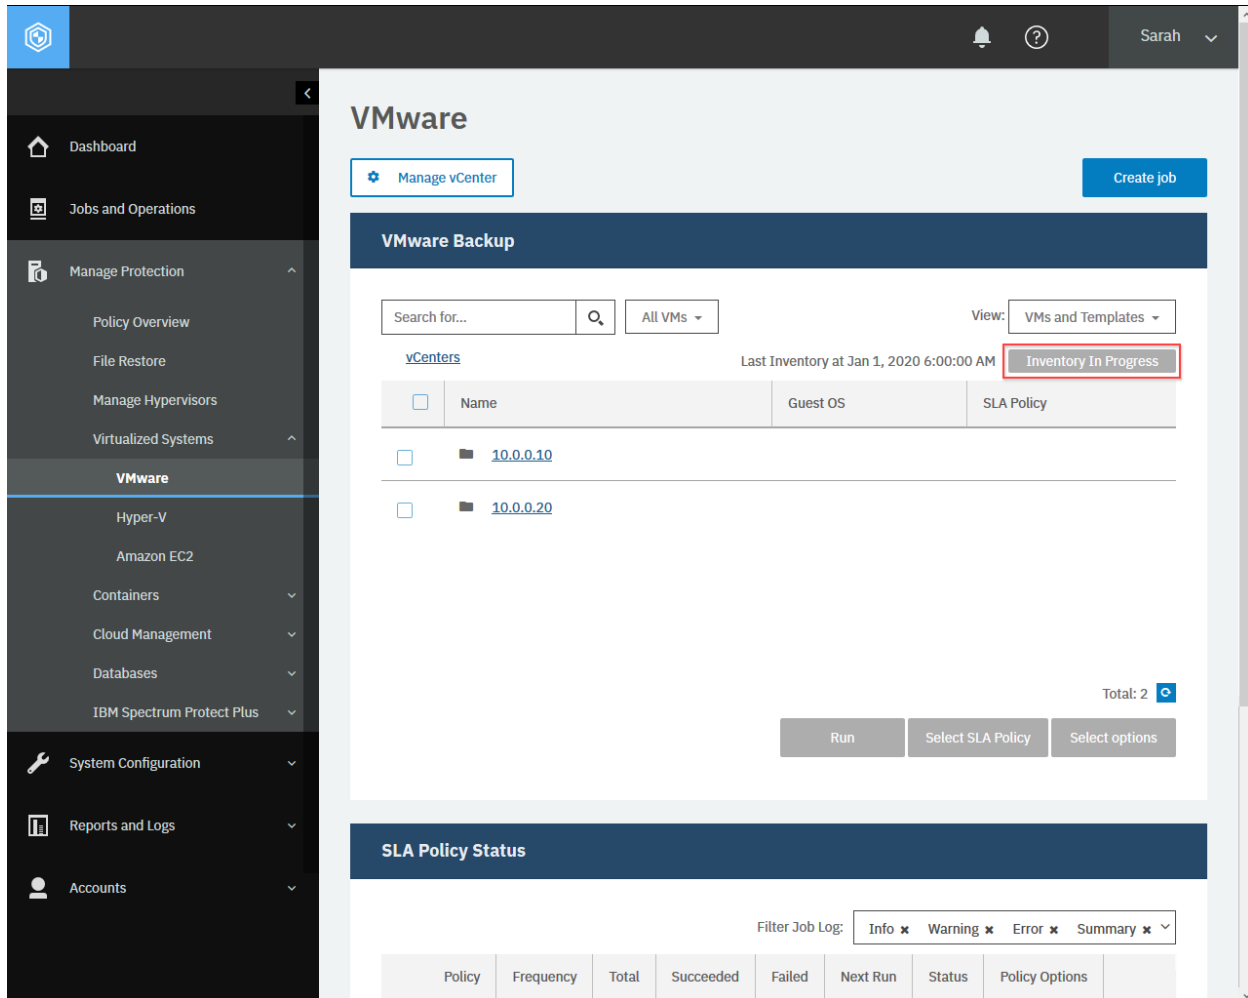 Sarah
VMware
Dashboard
Manage vCenter
Create job
Jobs and Operations
VMware Backup
Manage Protection
Search for...
All VMs
View:
VMs and Templates
Policy Overview
vCenters
Last Inventory at Jan 1, 2020 6:00:00 AM
Inventory In Progress
File Restore
Manage Hypervisors
Name
Guest OS
SLA Policy
Virtualized Systems
10.0.0.10
VMware
10.0.0.20
Hyper-V
Amazon EC2
Containers
Cloud Management
Databases
Total: 2
IBM Spectrum Protect Plus
Run
Select SLA Policy
Select options
System Configuration
Reports and Logs
SLA Policy Status
Accounts
Filter Job Log:
Info × Warning × Error × Summary ×
Policy
Frequency
Total
Succeeded
Failed
Next Run
Status
Policy Options